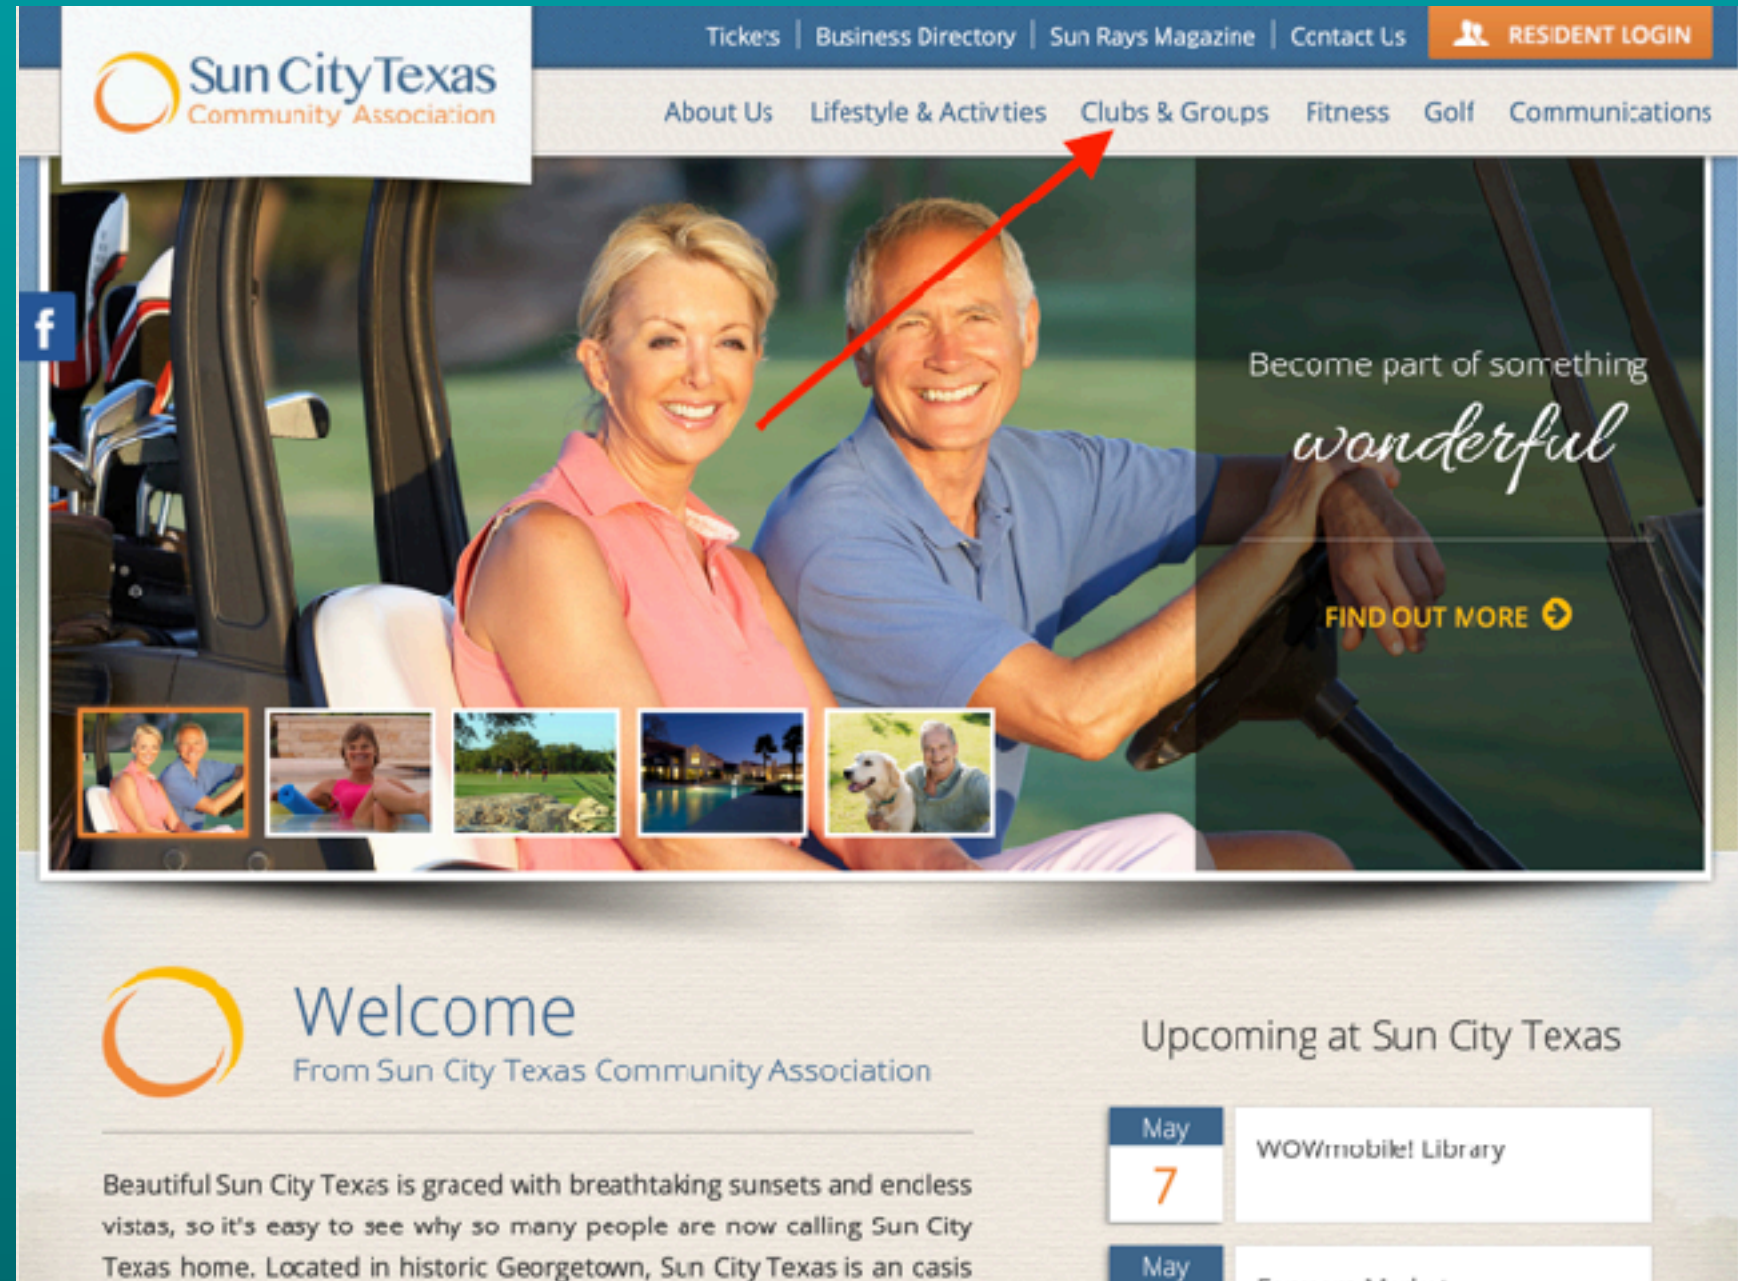 Tickets | Business Directory | Sun Rays Magazine | Contact Us
RESIDENT LOGIN
Sun City Texas
Community Association
About Us Lifestyle & Activities Clubs & Groups Fitness Golf Communications
f
Become part of something
wonderful
FIND OUT MORE
Welcome
From Sun City Texas Community Association
Upcoming at Sun City Texas
May
7
WOWmobile! Library
Beautiful Sun City Texas is graced with breathtaking sunsets and endless
vistas, so it's easy to see why so many people are now calling Sun City
Texas home. Located in historic Georgetown, Sun City Texas is an oasis
May